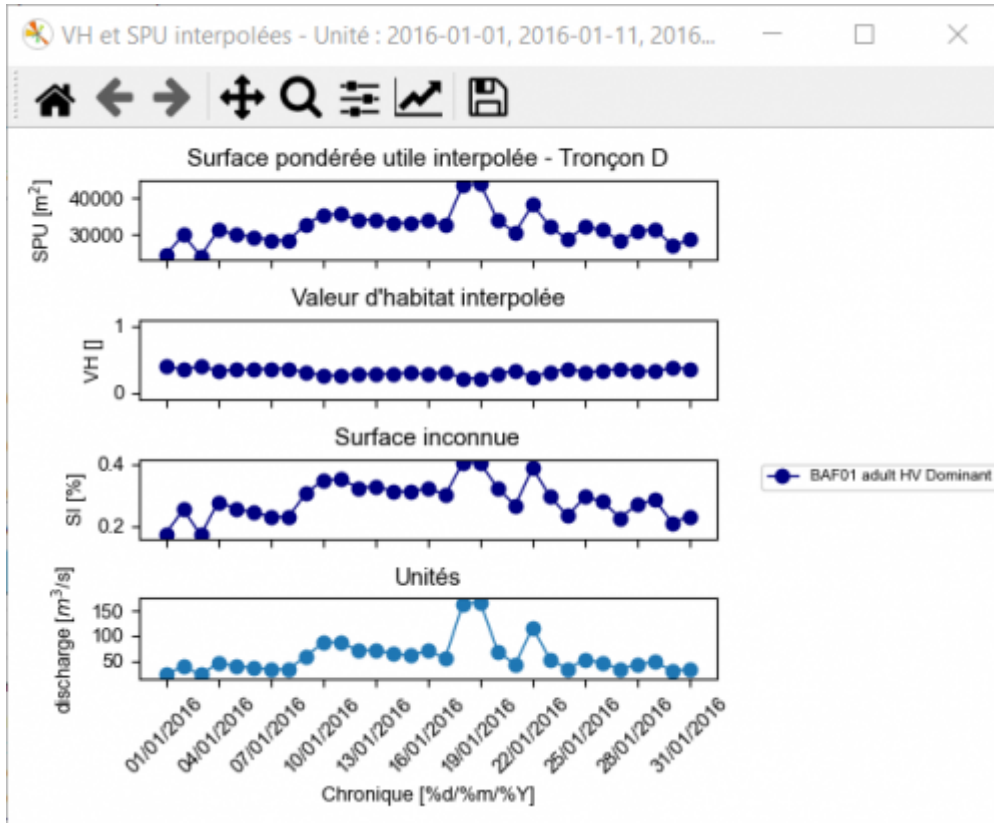 VH et SPU interpolées - Unité : 2016-01-01, 2016-01-11, 2016...
Surface pondérée utile interpolée - Tronçon D
SPU [m²]
40000
30000
Valeur d'habitat interpolée
VH []
1
0
Surface inconnue
SI [%]
0.4
0.2
BAF01 adult HV Dominant
Unités
discharge [m³/s]
150
100
50
01/01/2016
04/01/2016
07/01/2016
10/01/2016
13/01/2016
16/01/2016
19/01/2016
22/01/2016
25/01/2016
28/01/2016
31/01/2016
Chronique [%d/%m/%Y]